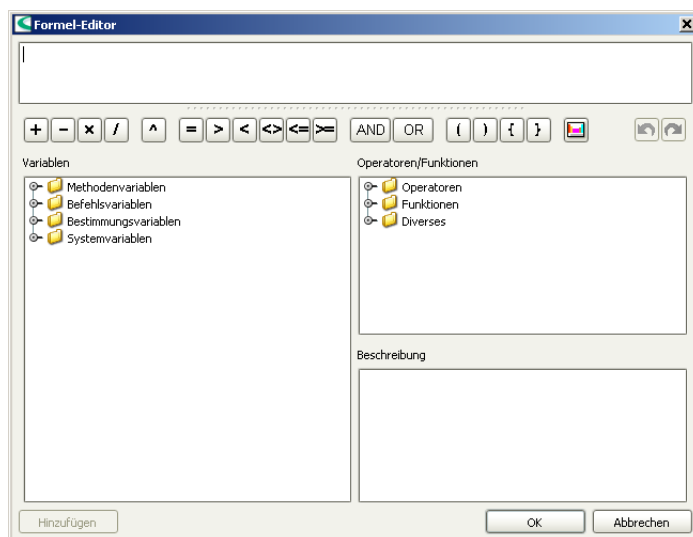 Formel-Editor
+ − × / ^ = > < <> <= >= AND OR ( ) { }
Variablen
Methodenvariablen
Befehlsvariablen
Bestimmungsvariablen
Systemvariablen
Operatoren/Funktionen
Operatoren
Funktionen
Diverses
Beschreibung
Hinzufügen
OK
Abbrechen